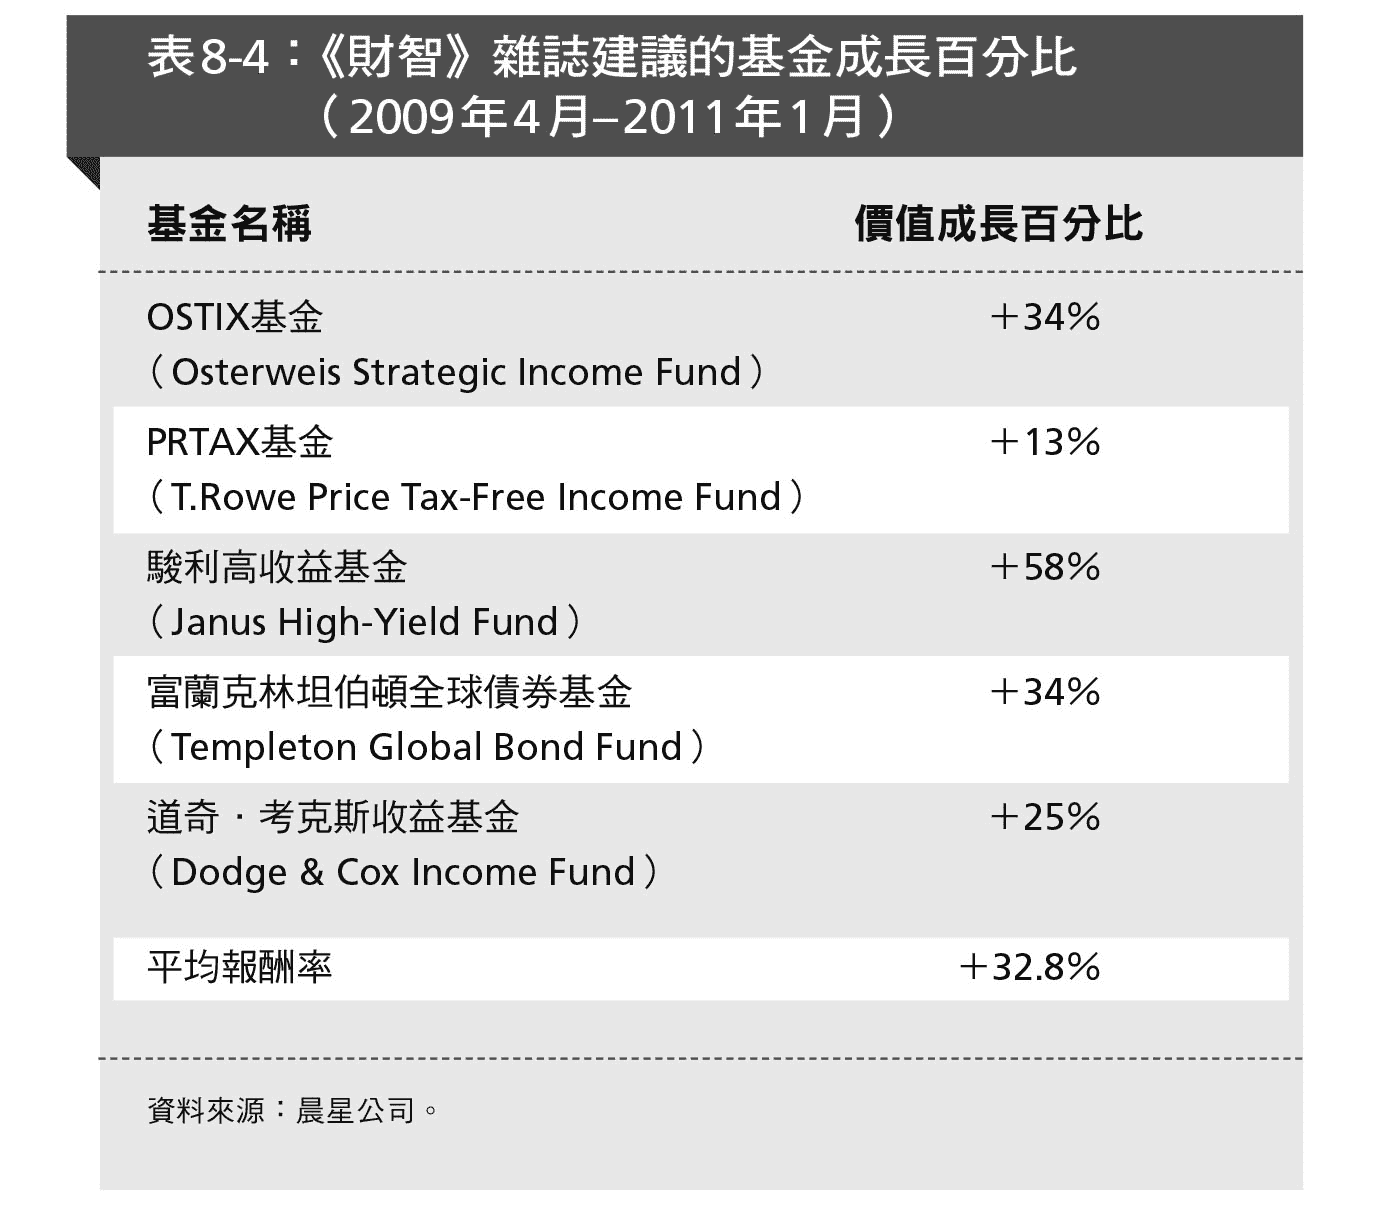 表8-4：《財智》雜誌建議的基金成長百分比
（2009年4月–2011年1月）
基金名稱 價值成長百分比
OSTIX基金 +34%
（Osterweis Strategic Income Fund）
PRTAX基金 +13%
（T.Rowe Price Tax-Free Income Fund）
駿利高收益基金 +58%
（Janus High-Yield Fund）
富蘭克林坦伯頓全球債券基金 +34%
（Templeton Global Bond Fund）
道奇．考克斯收益基金 +25%
（Dodge & Cox Income Fund）
平均報酬率 +32.8%
資料來源：晨星公司。